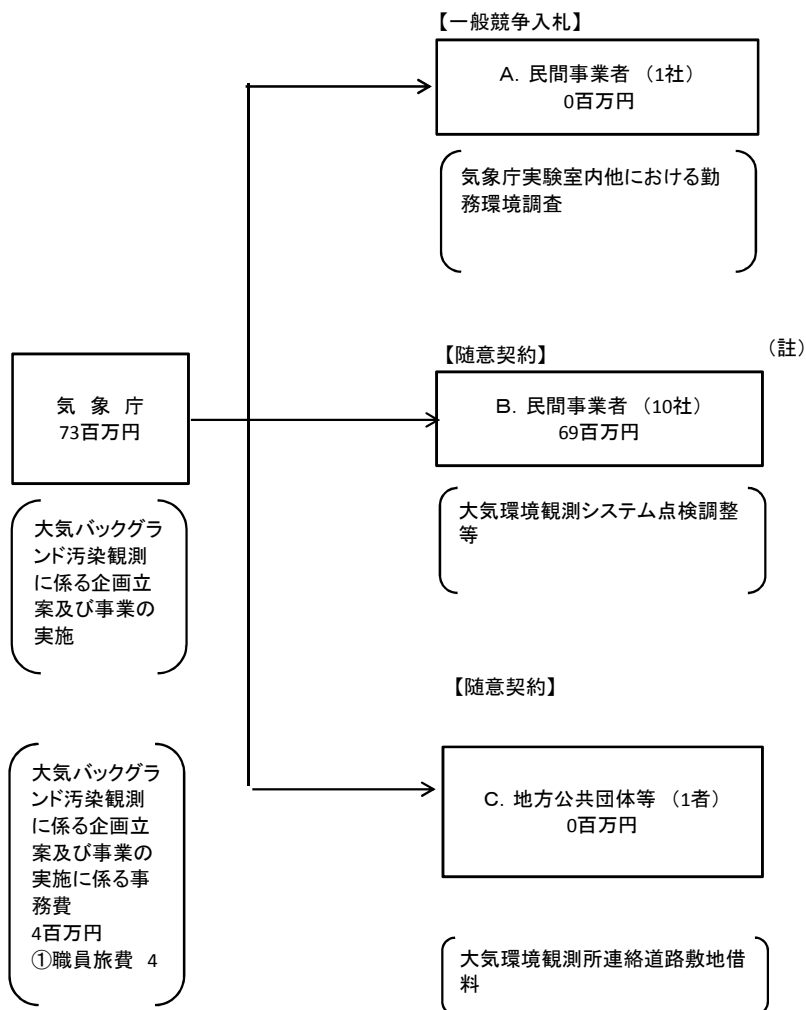 【一般競争入札】
A. 民間事業者 （1社）
0百万円
気象庁実験室内他における勤
務環境調査
【随意契約】
（註）
気 象 庁
73百万円
B. 民間事業者 （10社）
69百万円
大気バックグラ
ンド汚染観測
に係る企画立
案及び事業の
実施
大気環境観測システム点検調整
等
【随意契約】
大気バックグラ
ンド汚染観測
に係る企画立
案及び事業の
実施に係る事
務費
4百万円
①職員旅費 4
C. 地方公共団体等 （1者）
0百万円
大気環境観測所連絡道路敷地借
料